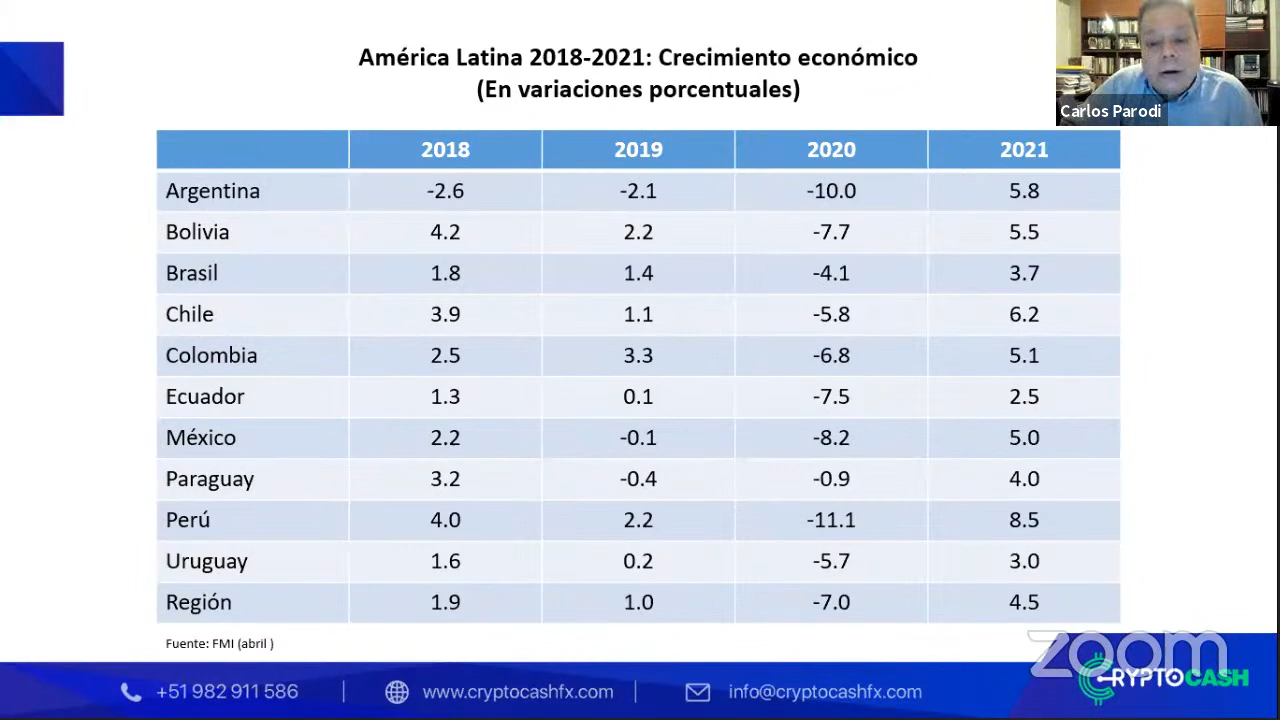 América Latina 2018-2021: Crecimiento económico
(En variaciones porcentuales)
Carlos Parodi
2018 2019 2020 2021
Argentina -2.6 -2.1 -10.0 5.8
Bolivia 4.2 2.2 -7.7 5.5
Brasil 1.8 1.4 -4.1 3.7
Chile 3.9 1.1 -5.8 6.2
Colombia 2.5 3.3 -6.8 5.1
Ecuador 1.3 0.1 -7.5 2.5
México 2.2 -0.1 -8.2 5.0
Paraguay 3.2 -0.4 -0.9 4.0
Perú 4.0 2.2 -11.1 8.5
Uruguay 1.6 0.2 -5.7 3.0
Región 1.9 1.0 -7.0 4.5
Fuente: FMI (abril )
zoom
+51 982 911 586 www.cryptocashfx.com info@cryptocashfx.com CRYPTOCASH